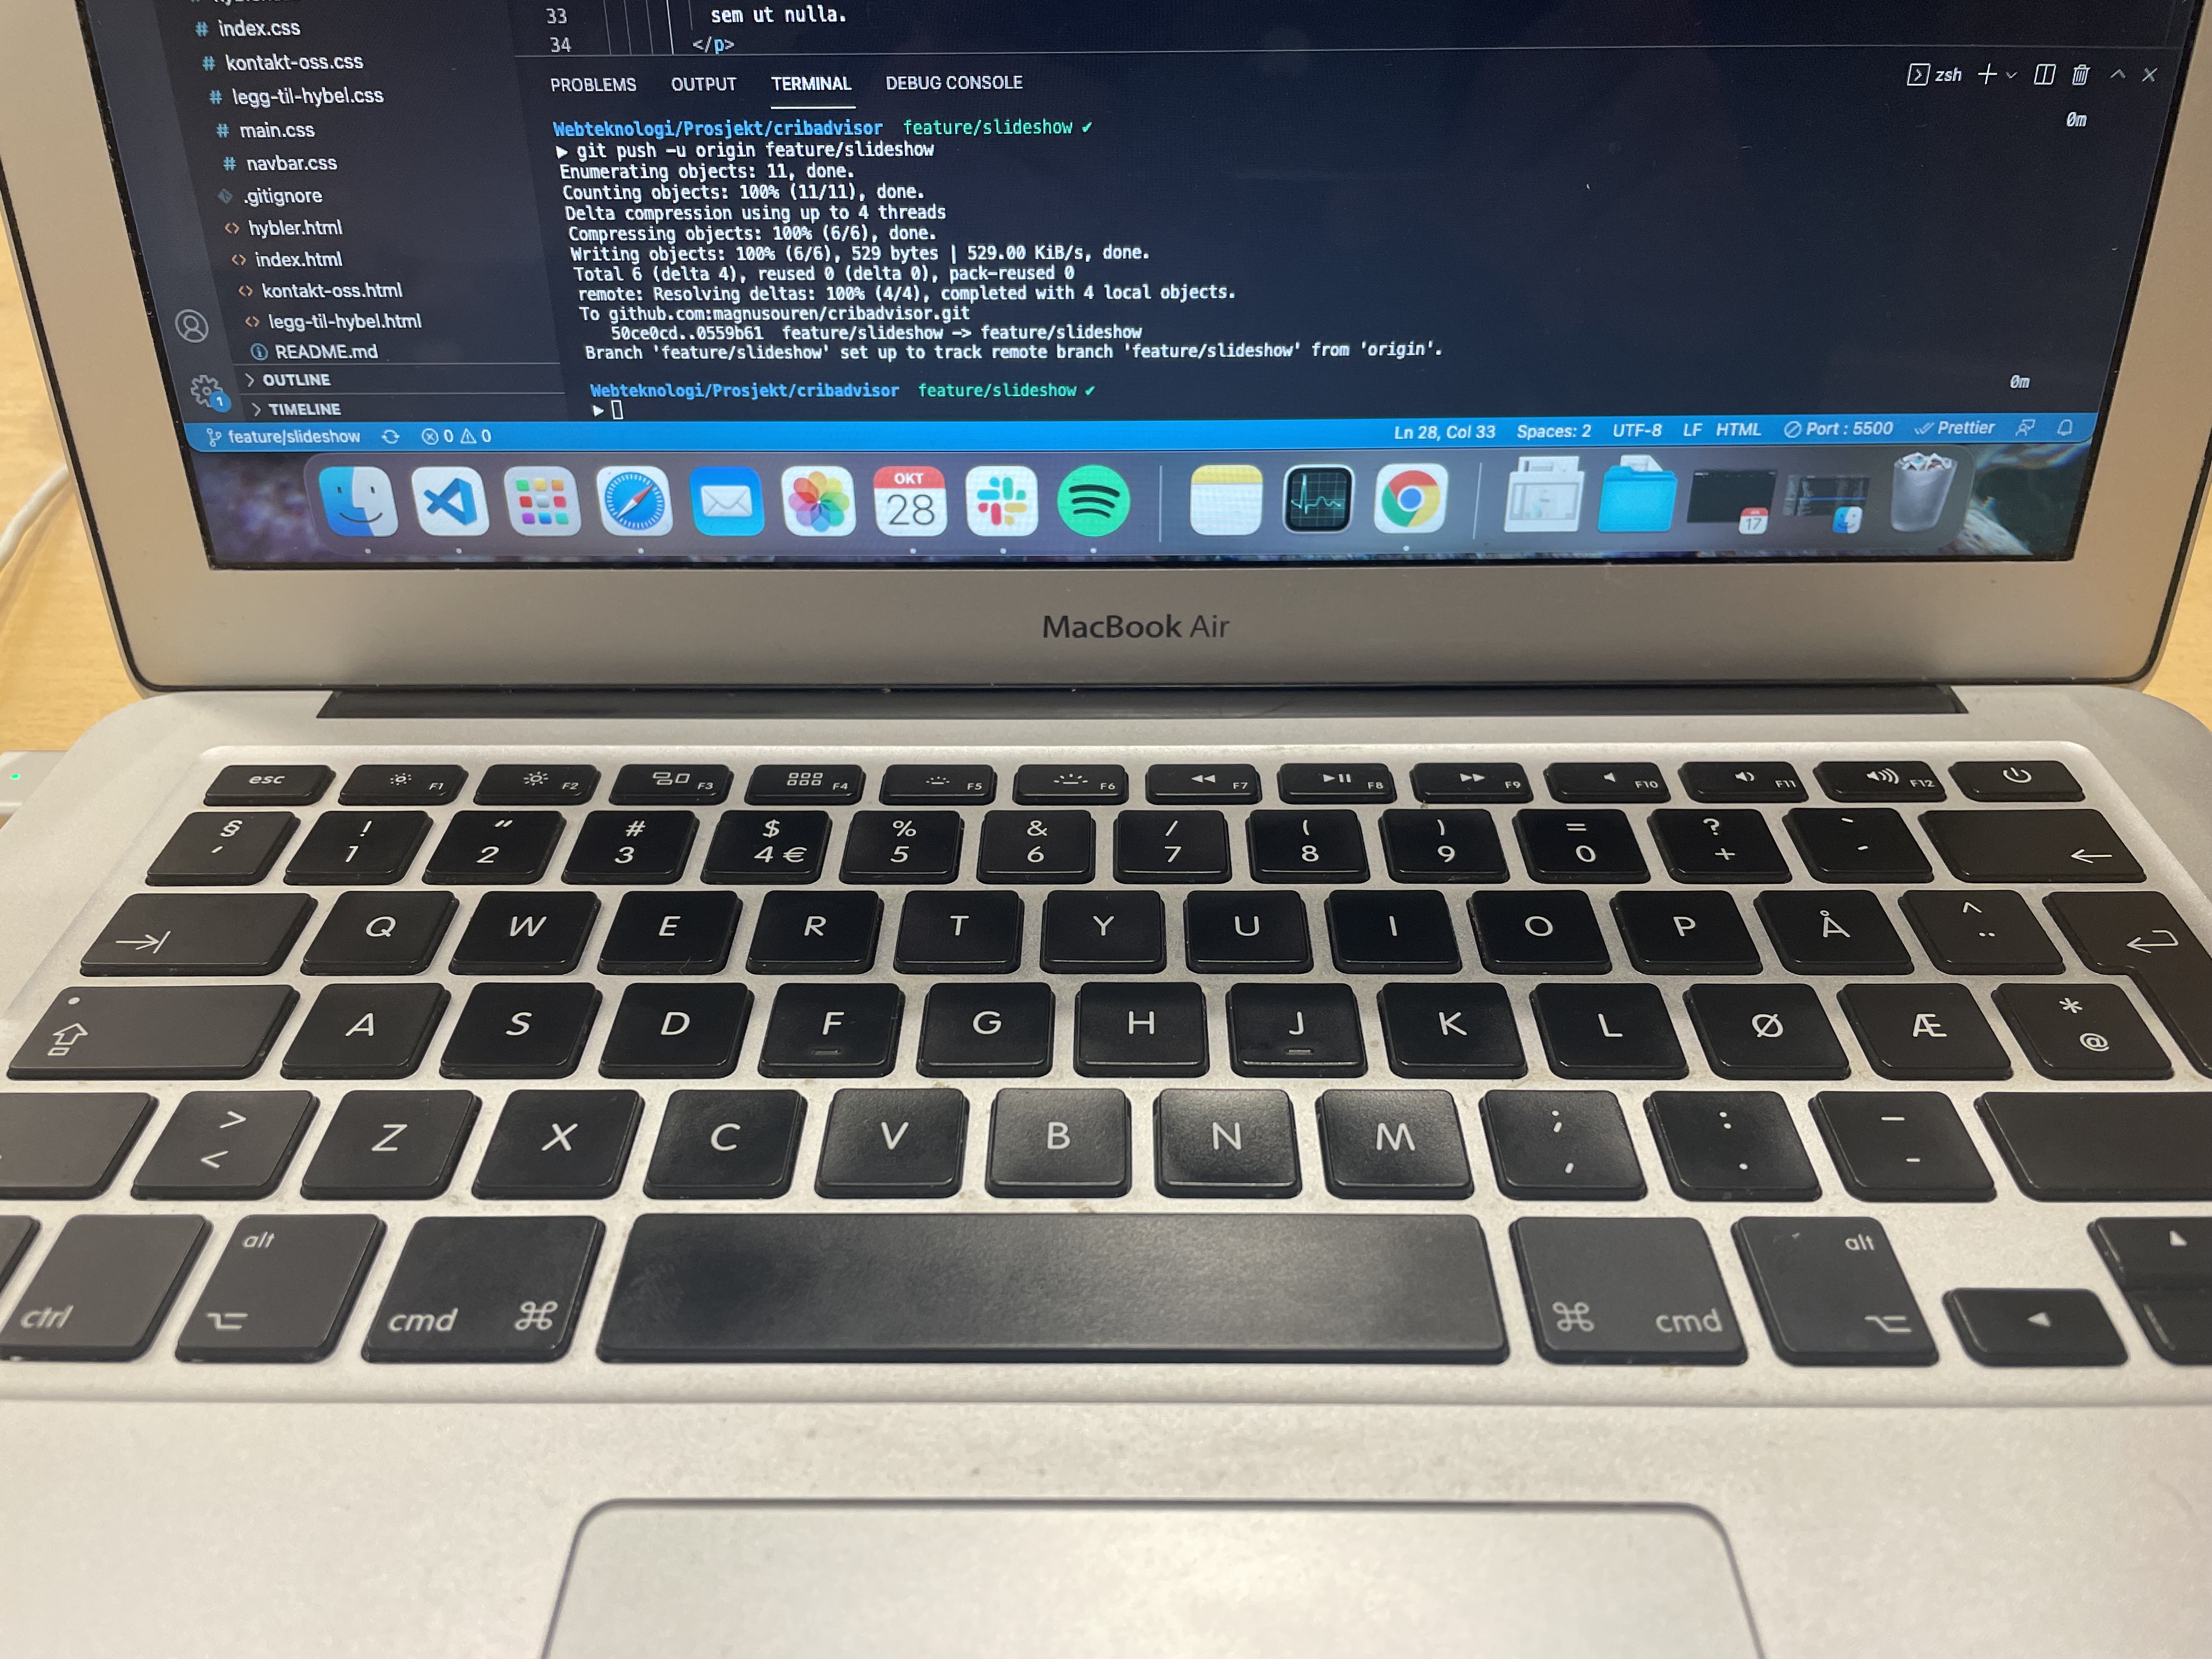 33 sem ut nulla.
34 </p>
# index.css
# kontakt-oss.css
# legg-til-hybel.css
# main.css
# navbar.css
.gitignore
<> hybler.html
<> index.html
<> kontakt-oss.html
<> legg-til-hybel.html
README.md
OUTLINE
TIMELINE
1
PROBLEMS OUTPUT TERMINAL DEBUG CONSOLE
zsh
Webteknologi/Prosjekt/cribadvisor feature/slideshow ✔ 0m
▶ git push -u origin feature/slideshow
Enumerating objects: 11, done.
Counting objects: 100% (11/11), done.
Delta compression using up to 4 threads
Compressing objects: 100% (6/6), done.
Writing objects: 100% (6/6), 529 bytes | 529.00 KiB/s, done.
Total 6 (delta 4), reused 0 (delta 0), pack-reused 0
remote: Resolving deltas: 100% (4/4), completed with 4 local objects.
To github.com:magnusouren/cribadvisor.git
50ce0cd..0559b61 feature/slideshow -> feature/slideshow
Branch 'feature/slideshow' set up to track remote branch 'feature/slideshow' from 'origin'.
Webteknologi/Prosjekt/cribadvisor feature/slideshow ✔ 0m
▶
feature/slideshow 0 0 Ln 28, Col 33 Spaces: 2 UTF-8 LF HTML Port : 5500 Prettier
OKT
28
17
MacBook Air
esc F1 F2 F3 F4 F5 F6 F7 F8 F9 F10 F11 F12
§ ! " # $ % & / ( ) = ? `
' 1 2 3 4 € 5 6 7 8 9 0 + ´
Q W E R T Y U I O P Å ^ ¨
A S D F G H J K L Ø Æ * @
> < Z X C V B N M ; , : . _ -
ctrl alt cmd ⌘ ⌘ cmd alt